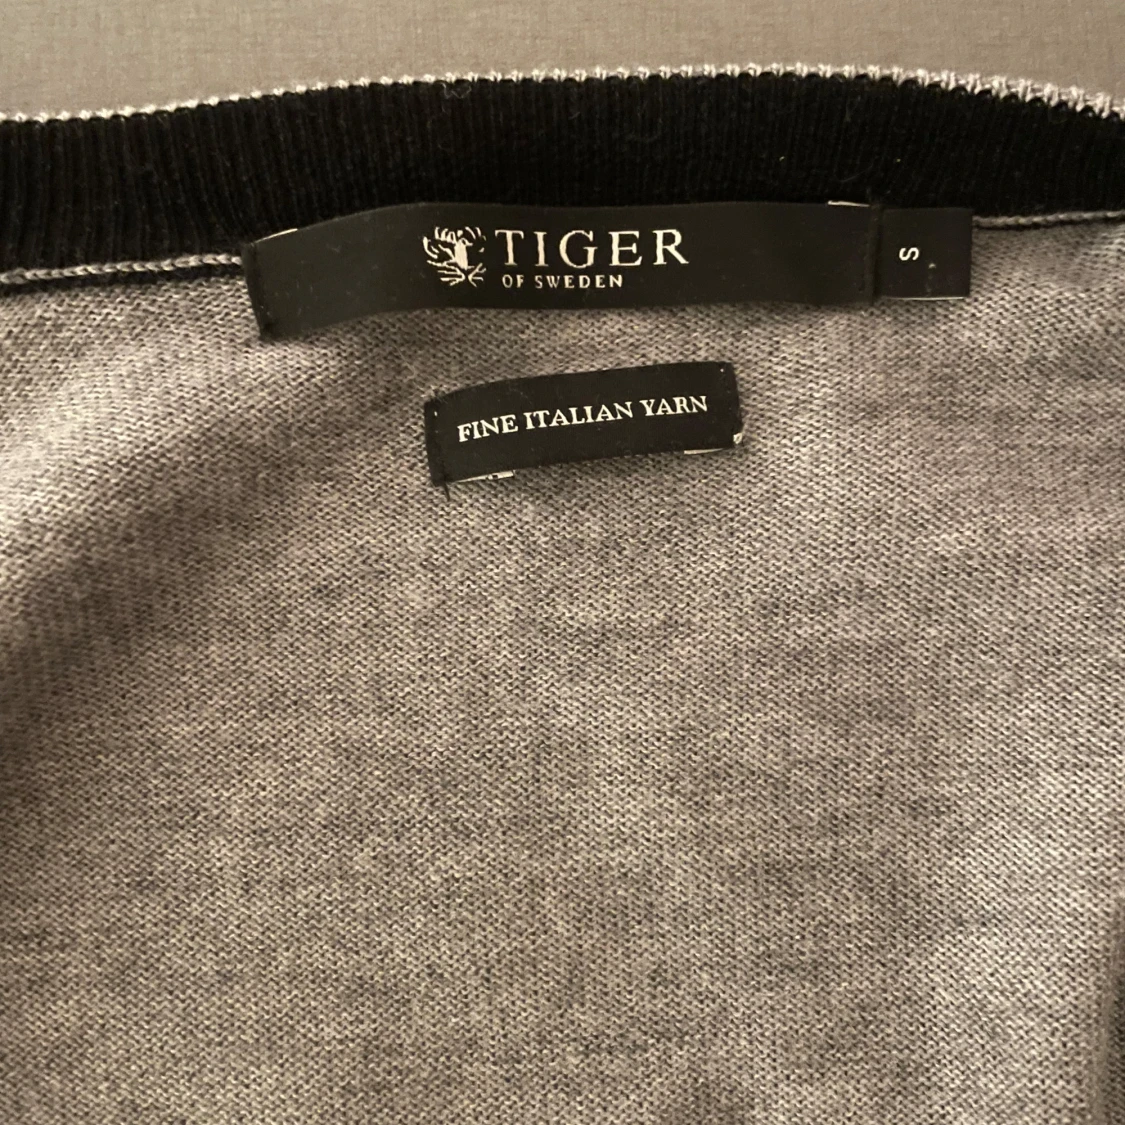 TIGER
OF SWEDEN
S
FINE ITALIAN YARN